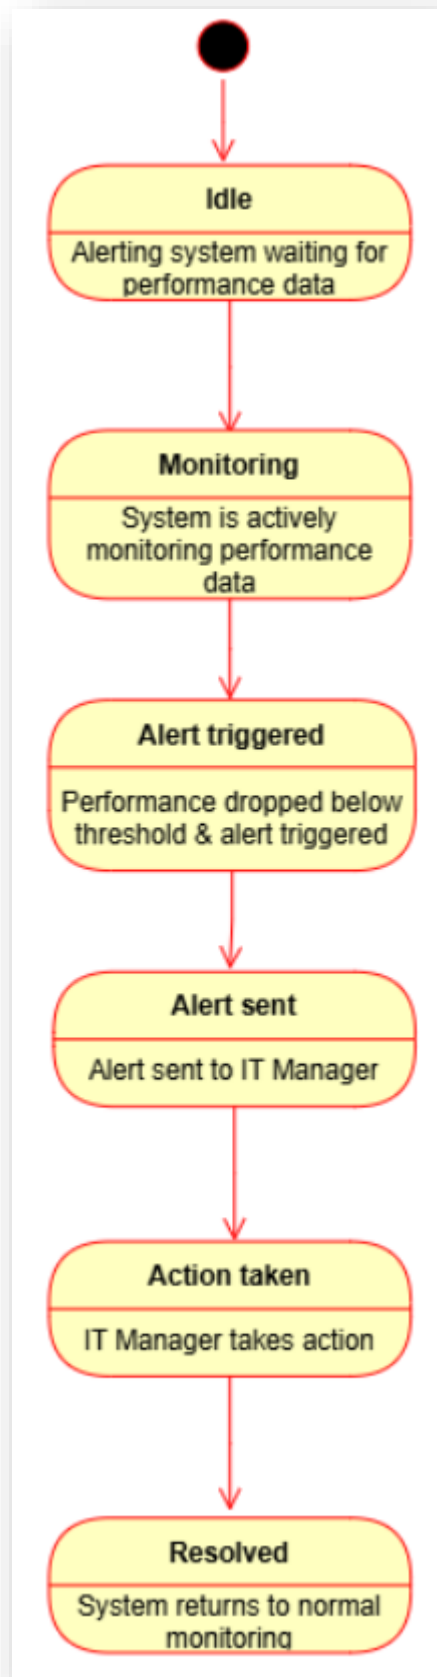 Idle
Alerting system waiting for
performance data
Monitoring
System is actively
monitoring performance
data
Alert triggered
Performance dropped below
threshold & alert triggered
Alert sent
Alert sent to IT Manager
Action taken
IT Manager takes action
Resolved
System returns to normal
monitoring